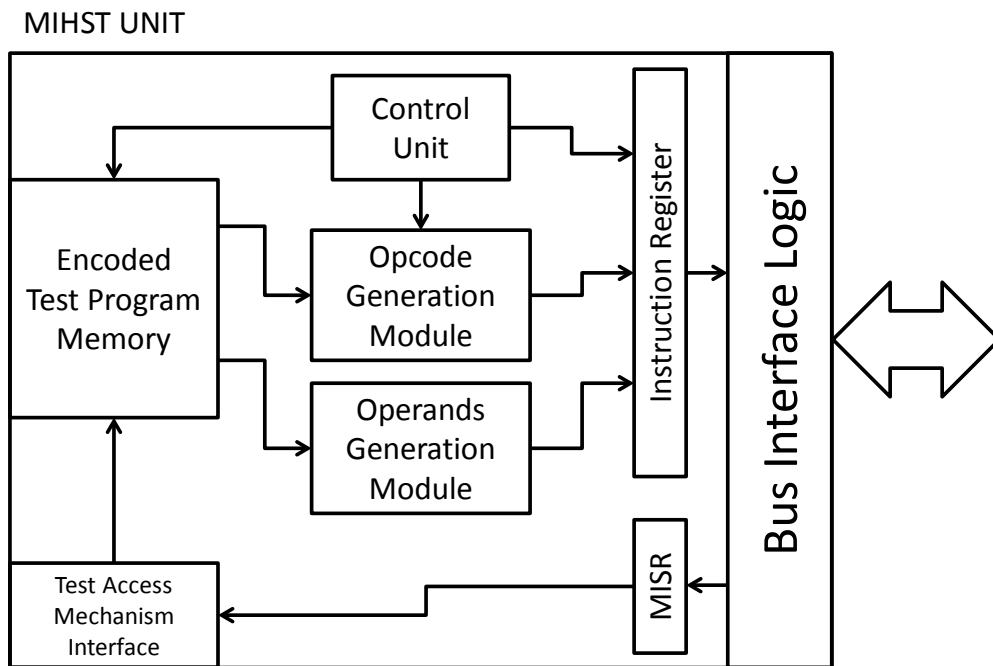 MIHST UNIT
Control
Unit
Encoded
Test Program
Memory
Opcode
Generation
Module
Operands
Generation
Module
Instruction Register
Bus Interface Logic
MISR
Test Access
Mechanism
Interface